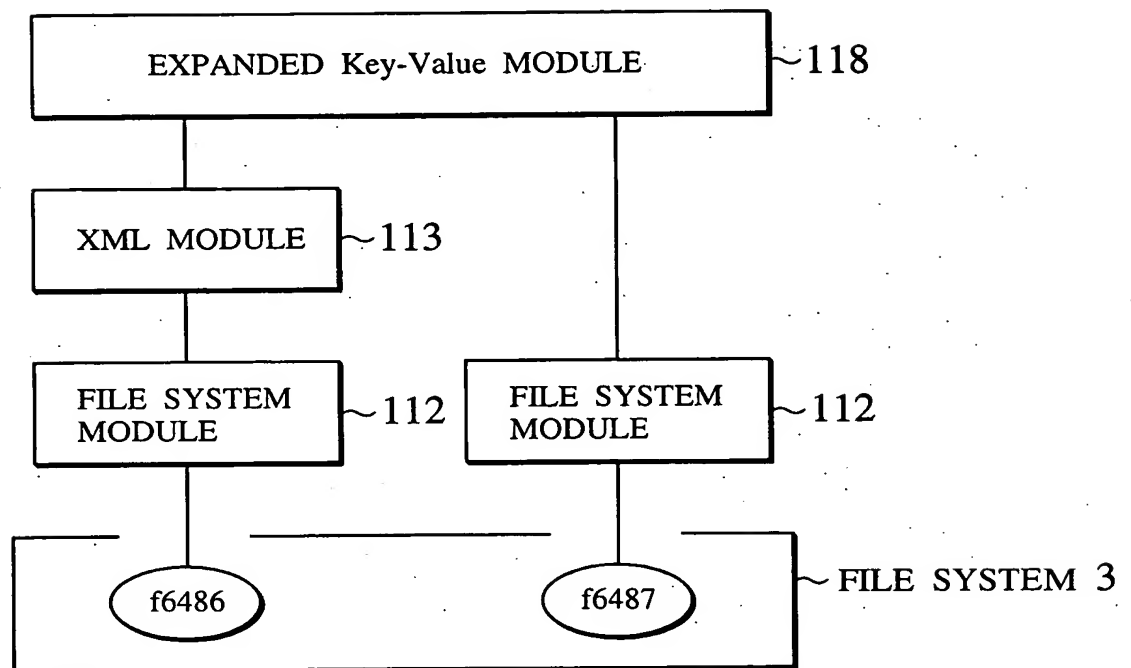 EXPANDED Key-Value MODULE
118
XML MODULE
113
FILE SYSTEM
MODULE
112
FILE SYSTEM
MODULE
112
f6486
f6487
FILE SYSTEM 3